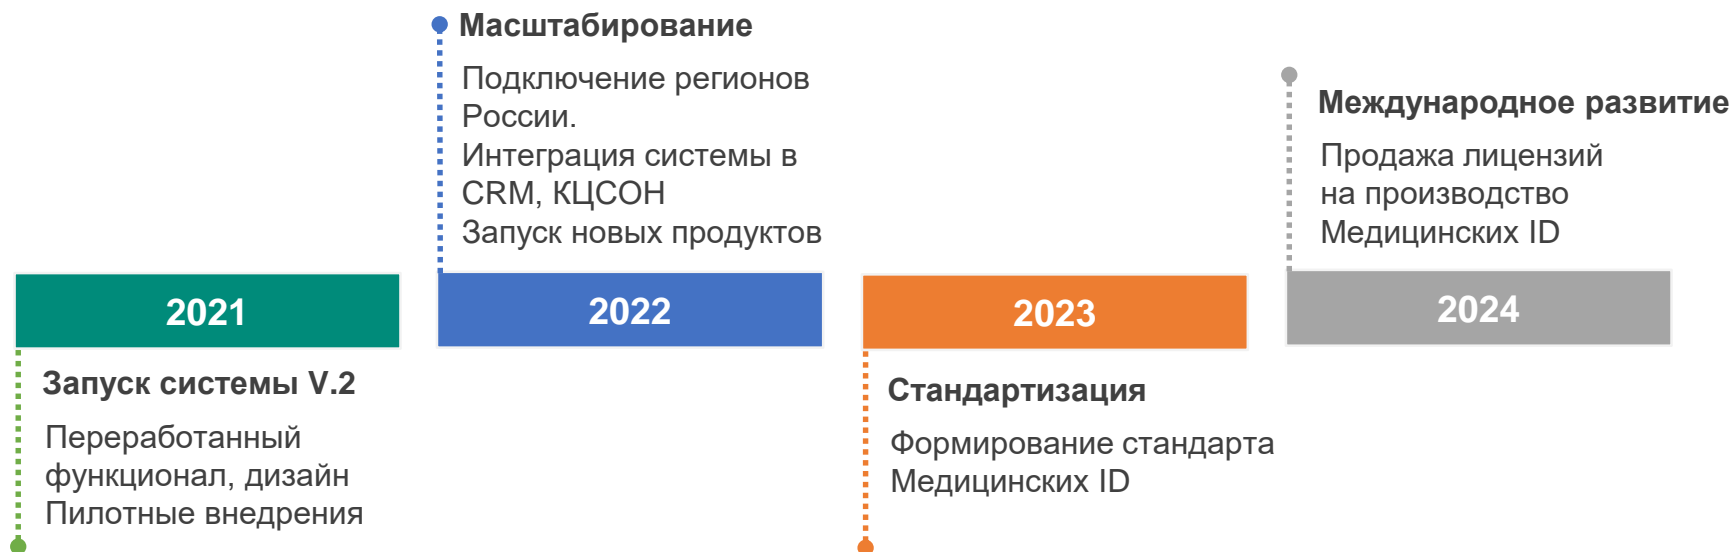 2021
Запуск системы V.2
Переработанный
функционал, дизайн
Пилотные внедрения
Масштабирование
Подключение регионов
России.
Интеграция системы в
CRM, КЦСОН
Запуск новых продуктов
2022
2023
Стандартизация
Формирование стандарта
Медицинских ID
Международное развитие
Продажа лицензий
на производство
Медицинских ID
2024